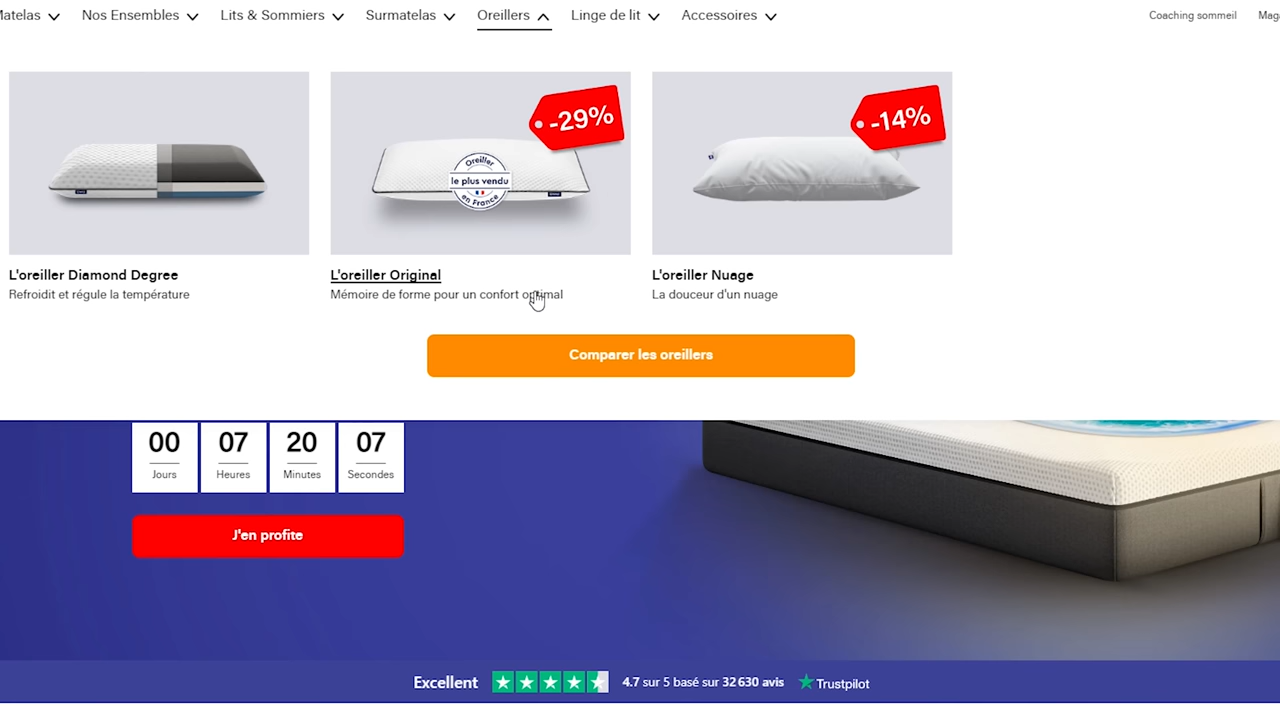 Matelas Nos Ensembles Lits & Sommiers Surmatelas Oreillers Linge de lit Accessoires Coaching sommeil
-29%
-14%
Oreiller
le plus vendu
en France
L'oreiller Diamond Degree
Refroidit et régule la température
L'oreiller Original
Mémoire de forme pour un confort optimal
L'oreiller Nuage
La douceur d'un nuage
Comparer les oreillers
00 07 20 07
Jours Heures Minutes Secondes
J'en profite
Excellent 4.7 sur 5 basé sur 32 630 avis Trustpilot